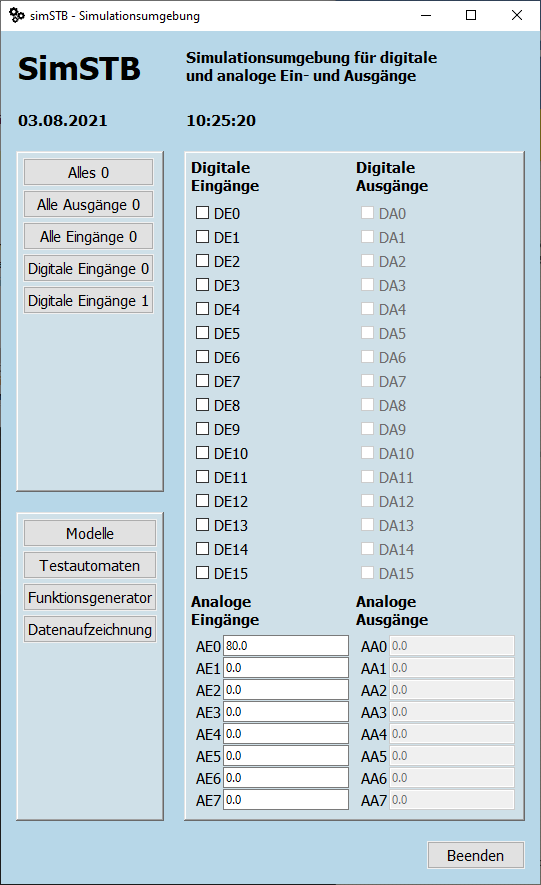 simSTB - Simulationsumgebung
SimSTB
Simulationsumgebung für digitale
und analoge Ein- und Ausgänge
03.08.2021
10:25:20
Alles 0
Alle Ausgänge 0
Alle Eingänge 0
Digitale Eingänge 0
Digitale Eingänge 1
Modelle
Testautomaten
Funktionsgenerator
Datenaufzeichnung
Digitale
Eingänge
DE0
DE1
DE2
DE3
DE4
DE5
DE6
DE7
DE8
DE9
DE10
DE11
DE12
DE13
DE14
DE15
Digitale
Ausgänge
DA0
DA1
DA2
DA3
DA4
DA5
DA6
DA7
DA8
DA9
DA10
DA11
DA12
DA13
DA14
DA15
Analoge
Eingänge
AE0 80.0
AE1 0.0
AE2 0.0
AE3 0.0
AE4 0.0
AE5 0.0
AE6 0.0
AE7 0.0
Analoge
Ausgänge
AA0 0.0
AA1 0.0
AA2 0.0
AA3 0.0
AA4 0.0
AA5 0.0
AA6 0.0
AA7 0.0
Beenden